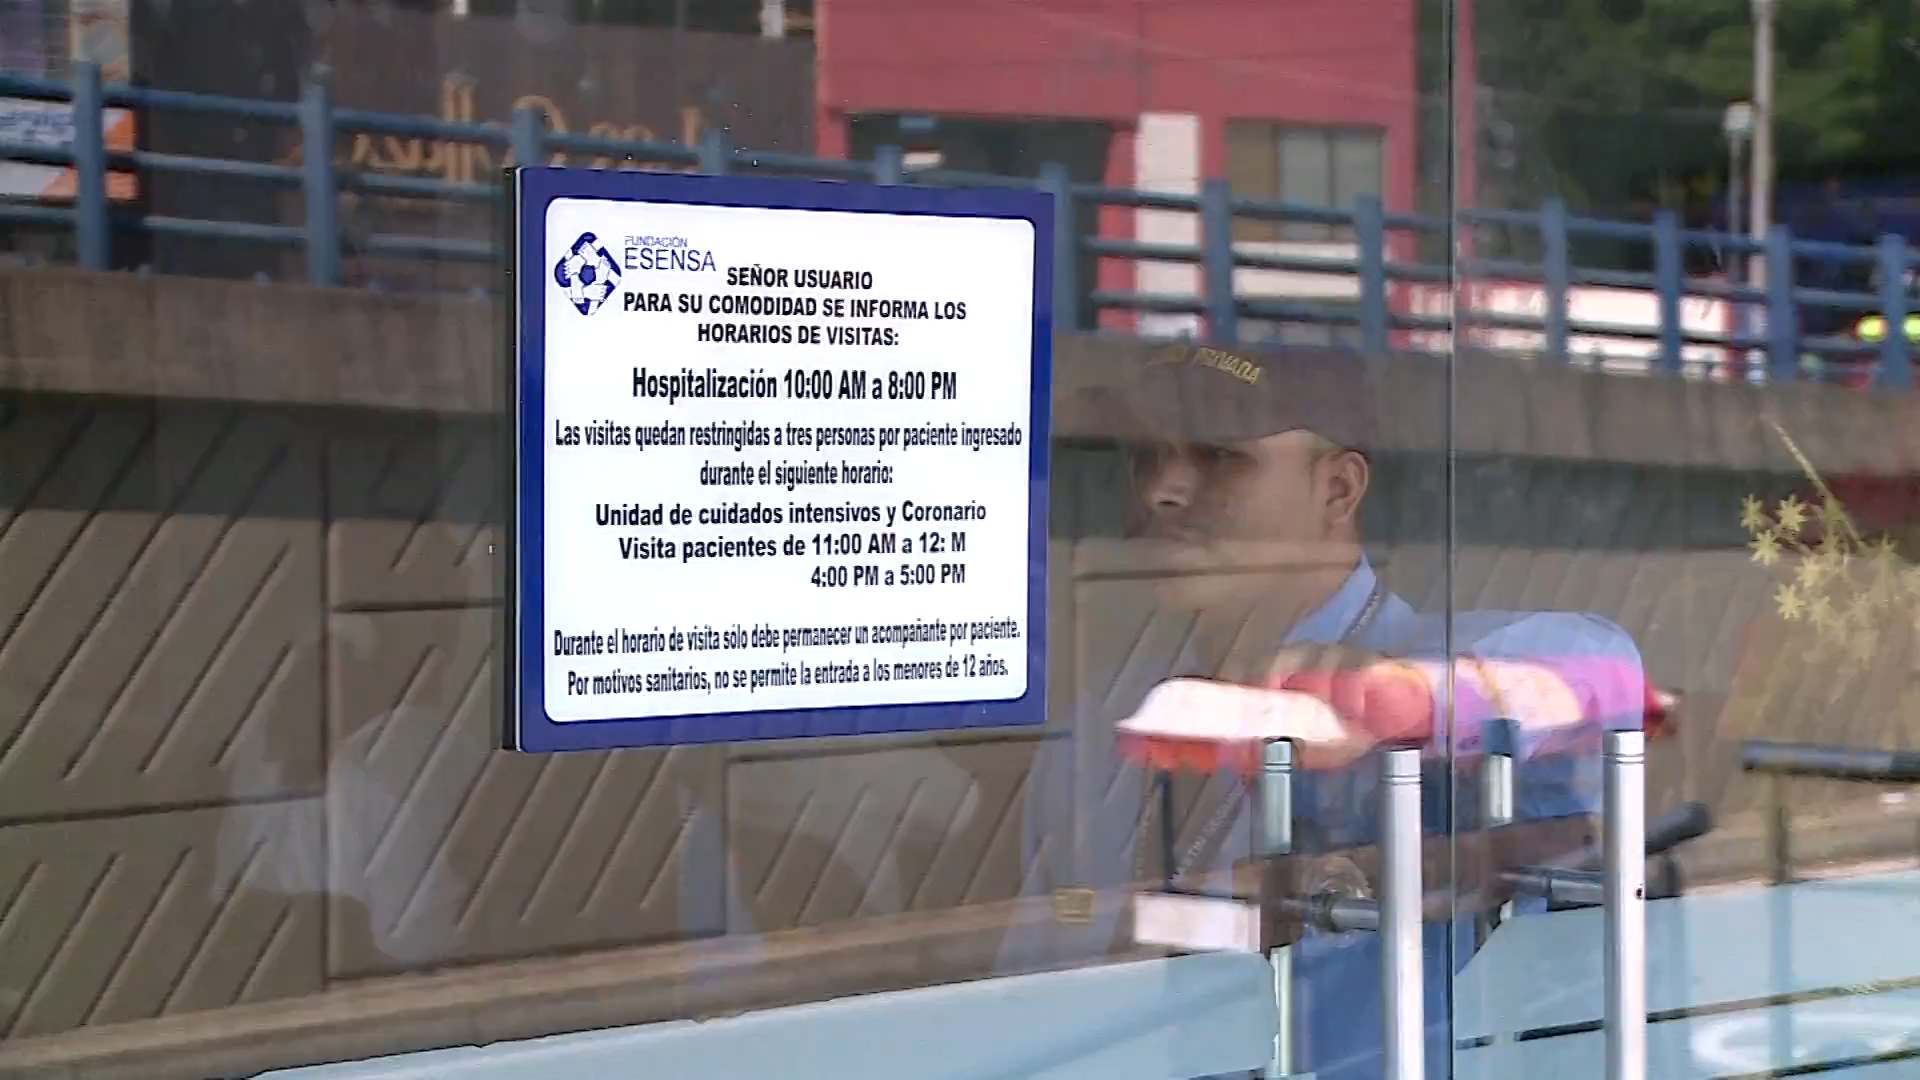 FUNDACIÓN
ESENSA
SEÑOR USUARIO
PARA SU COMODIDAD SE INFORMA LOS
HORARIOS DE VISITAS:
Hospitalización 10:00 AM a 8:00 PM
Las visitas quedan restringidas a tres personas por paciente ingresado
durante el siguiente horario:
Unidad de cuidados intensivos y Coronario
Visita pacientes de 11:00 AM a 12: M
4:00 PM a 5:00 PM
Durante el horario de visita sólo debe permanecer un acompañante por paciente.
Por motivos sanitarios, no se permite la entrada a los menores de 12 años.
PRIVADA